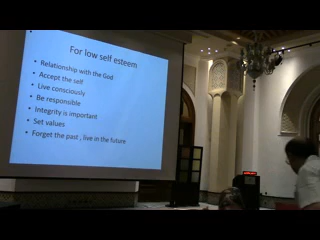 For low self esteem
• Relationship with the God
• Accept the self
• Live consciously
• Be responsible
• Integrity is important
• Set values
• Forget the past , live in the future